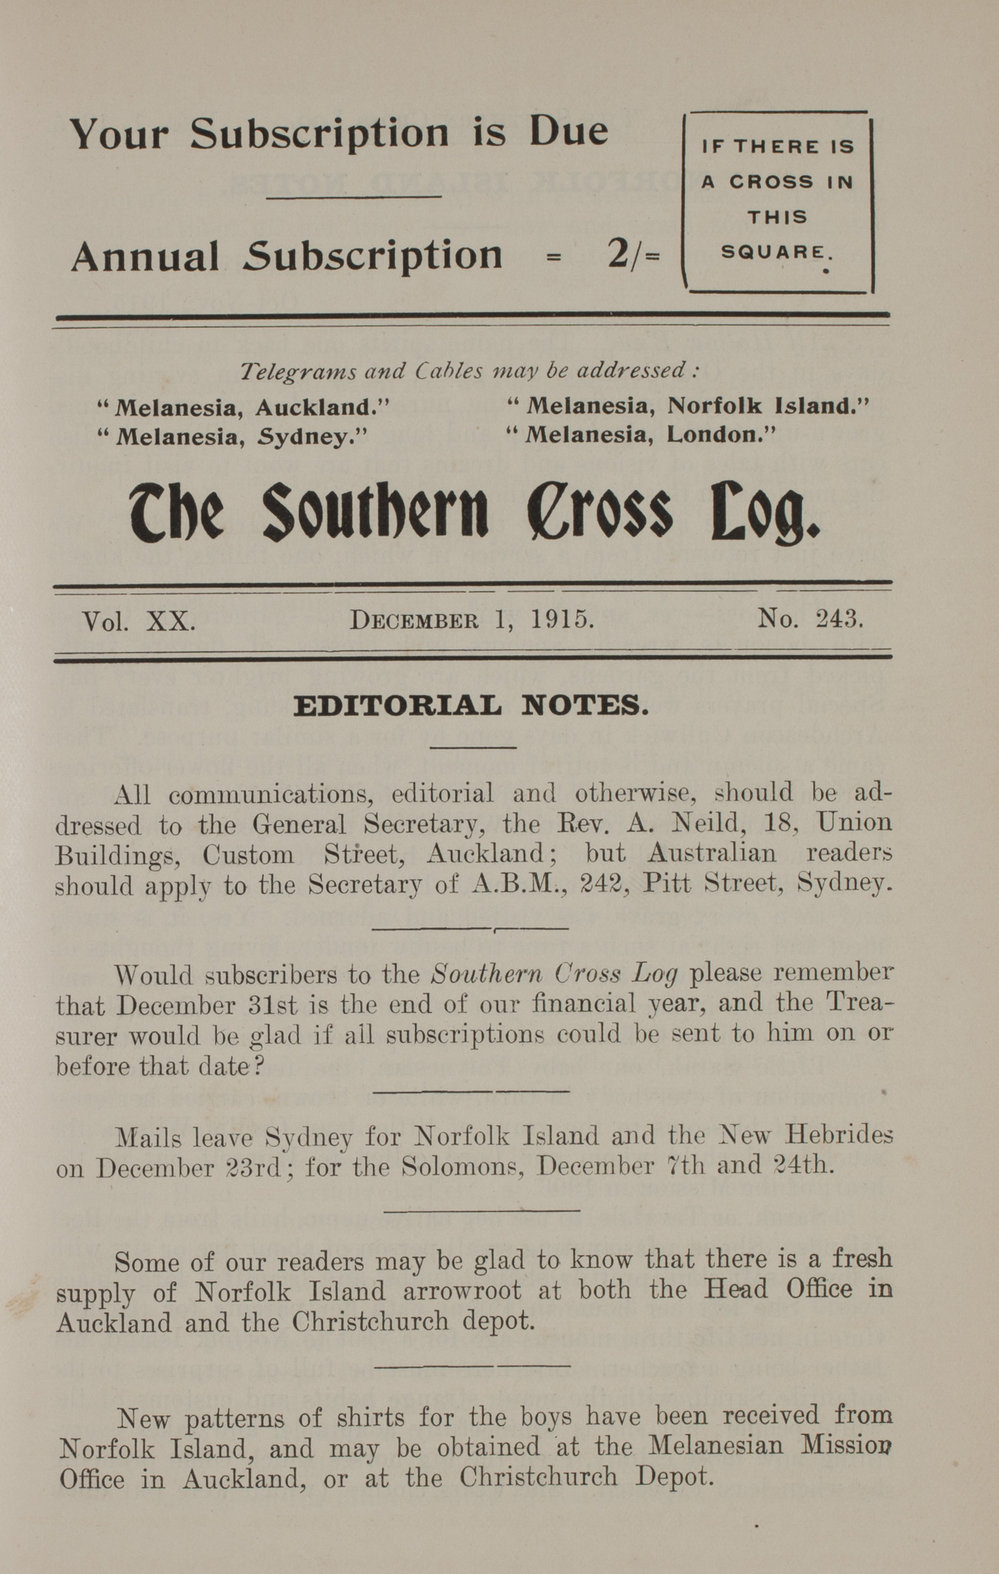 Your Subscription is Due
Annual Subscription = 2/=
IF THERE IS
A CROSS IN
THIS
SQUARE.
Telegrams and Cables may be addressed :
"Melanesia, Auckland." "Melanesia, Norfolk Island."
"Melanesia, Sydney." "Melanesia, London."
The Southern Cross Log.
Vol. XX. DECEMBER 1, 1915. No. 243.
EDITORIAL NOTES.
All communications, editorial and otherwise, should be ad-
dressed to the General Secretary, the Rev. A. Neild, 18, Union
Buildings, Custom Street, Auckland; but Australian readers
should apply to the Secretary of A.B.M., 242, Pitt Street, Sydney.
Would subscribers to the Southern Cross Log please remember
that December 31st is the end of our financial year, and the Trea-
surer would be glad if all subscriptions could be sent to him on or
before that date?
Mails leave Sydney for Norfolk Island and the New Hebrides
on December 23rd; for the Solomons, December 7th and 24th.
Some of our readers may be glad to know that there is a fresh
supply of Norfolk Island arrowroot at both the Head Office in
Auckland and the Christchurch depot.
New patterns of shirts for the boys have been received from
Norfolk Island, and may be obtained at the Melanesian Mission
Office in Auckland, or at the Christchurch Depot.